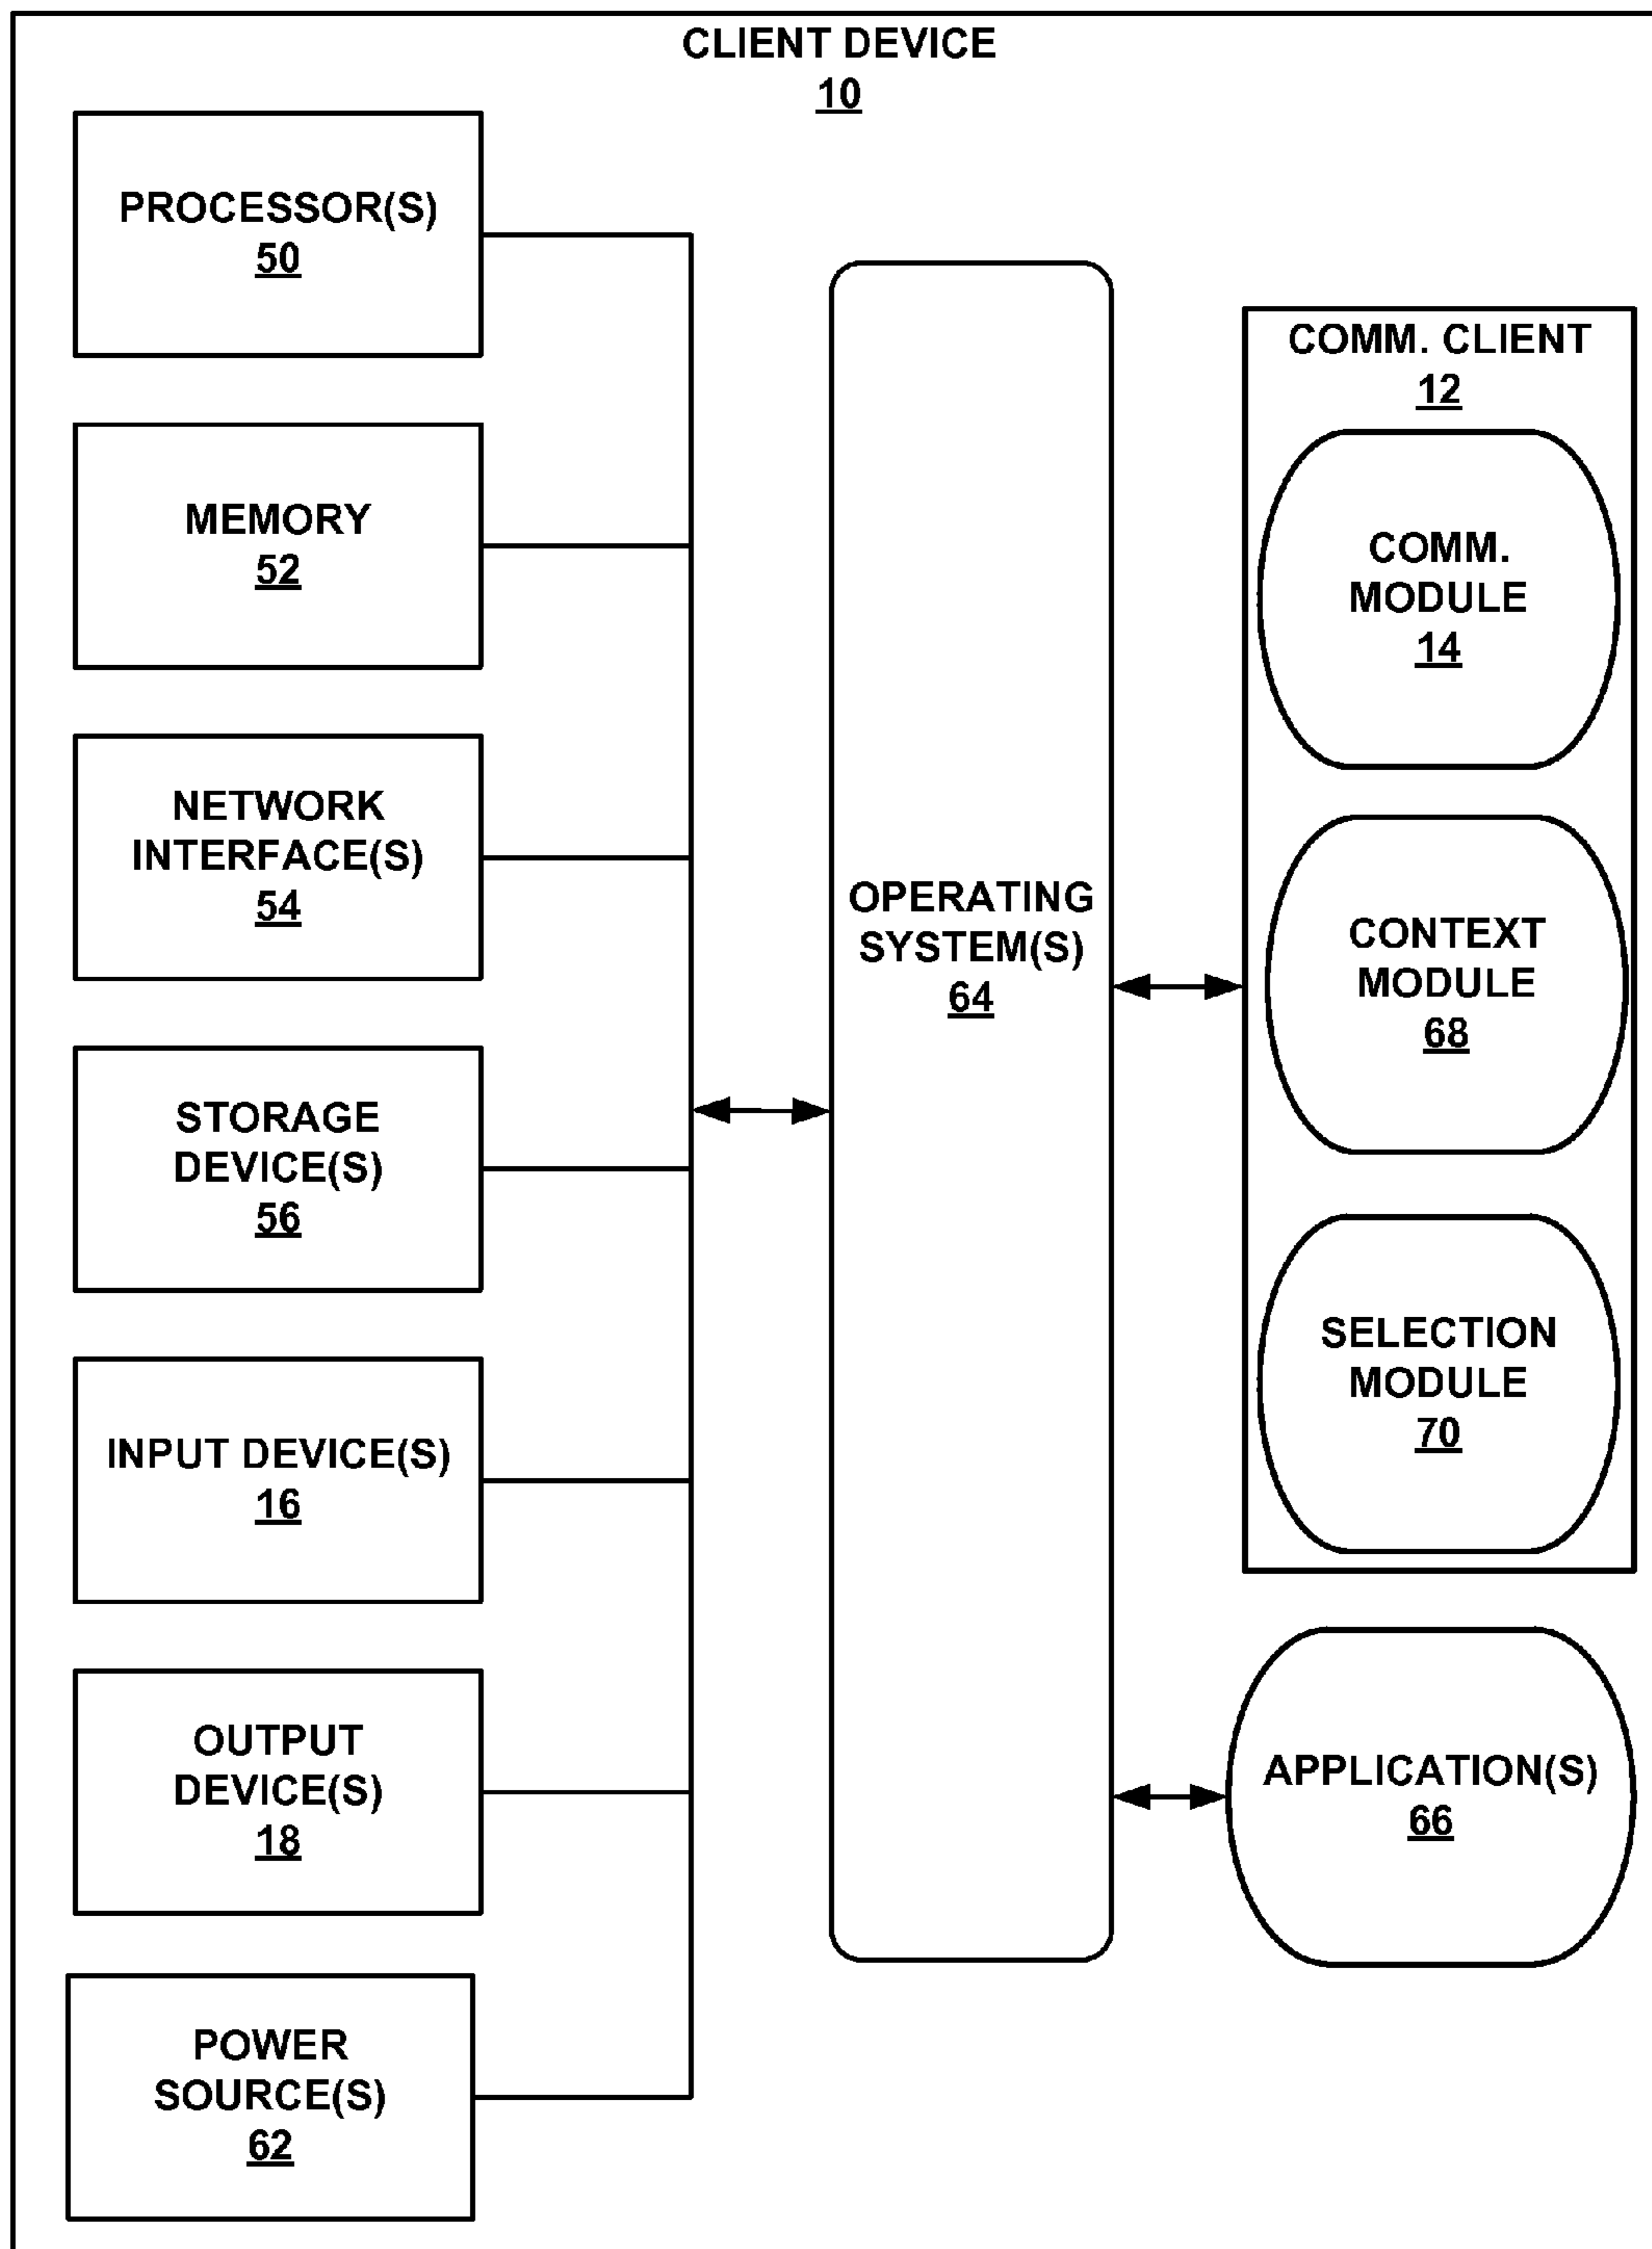 CLIENT DEVICE
10
PROCESSOR(S)
50
MEMORY
52
NETWORK
INTERFACE(S)
54
STORAGE
DEVICE(S)
56
INPUT DEVICE(S)
16
OUTPUT
DEVICE(S)
18
POWER
SOURCE(S)
62
OPERATING
SYSTEM(S)
64
COMM. CLIENT
12
COMM.
MODULE
14
CONTEXT
MODULE
68
SELECTION
MODULE
70
APPLICATION(S)
66